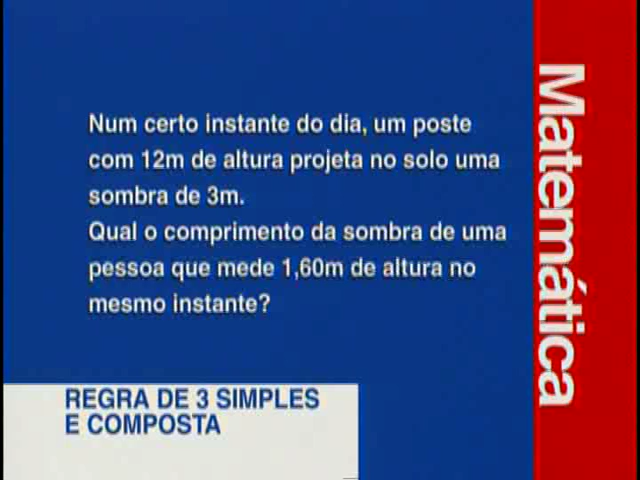 Num certo instante do dia, um poste
com 12m de altura projeta no solo uma
sombra de 3m.
Qual o comprimento da sombra de uma
pessoa que mede 1,60m de altura no
mesmo instante?
REGRA DE 3 SIMPLES
E COMPOSTA
Matemática